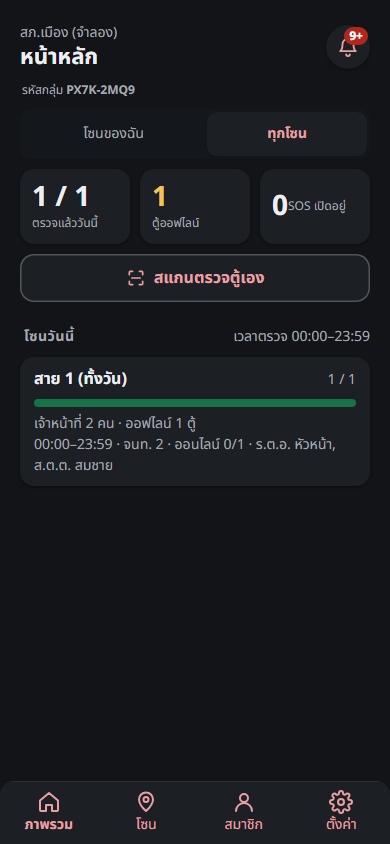 สภ.เมือง (จำลอง)
หน้าหลัก
9+
รหัสกลุ่ม PX7K-2MQ9
โซนของฉัน
ทุกโซน
1 / 1
ตรวจแล้ววันนี้
1
ตู้ออฟไลน์
0 SOS เปิดอยู่
สแกนตรวจตู้เอง
โซนวันนี้
เวลาตรวจ 00:00–23:59
สาย 1 (ทั้งวัน)
1 / 1
เจ้าหน้าที่ 2 คน · ออฟไลน์ 1 ตู้
00:00–23:59 · จนท. 2 · ออนไลน์ 0/1 · ร.ต.อ. หัวหน้า,
ส.ต.ต. สมชาย
ภาพรวม
โซน
สมาชิก
ตั้งค่า